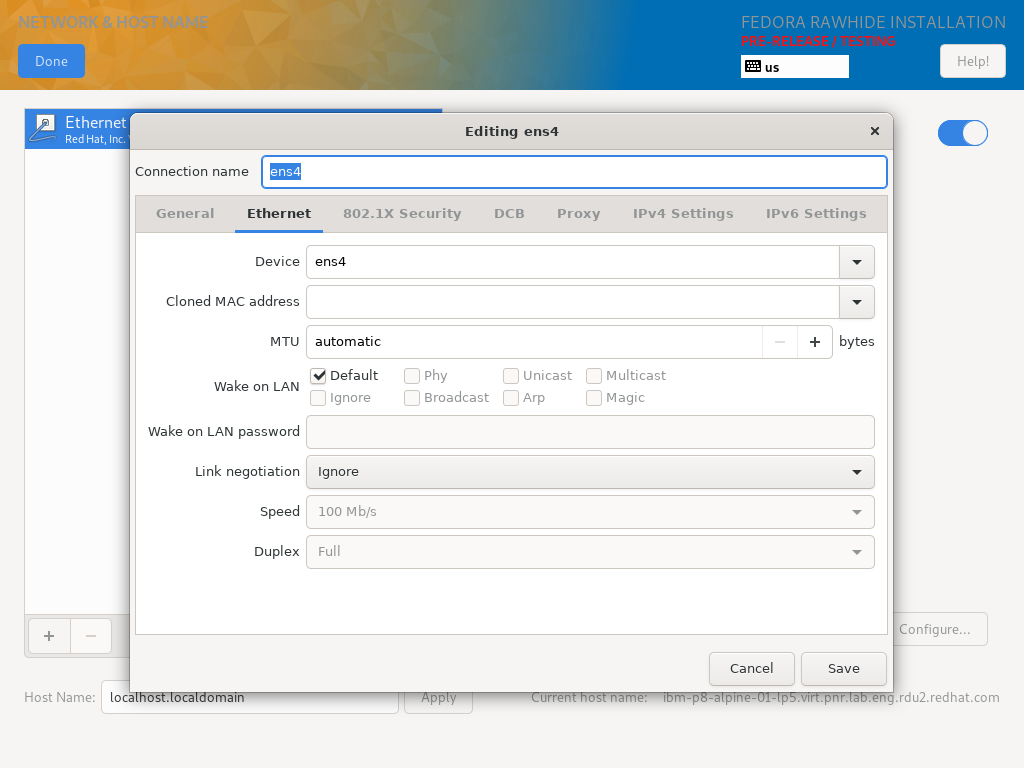 NETWORK & HOST NAME
FEDORA RAWHIDE INSTALLATION
PRE-RELEASE / TESTING
Done
us
Help!
Ethernet
Red Hat, Inc.
Editing ens4
Connection name ens4
General Ethernet 802.1X Security DCB Proxy IPv4 Settings IPv6 Settings
Device ens4
Cloned MAC address
MTU automatic bytes
Wake on LAN
Default Phy Unicast Multicast
Ignore Broadcast Arp Magic
Wake on LAN password
Link negotiation Ignore
Speed 100 Mb/s
Duplex Full
Configure...
Cancel Save
Host Name: localhost.localdomain Apply Current host name: ibm-p8-alpine-01-lp5.virt.pnr.lab.eng.rdu2.redhat.com